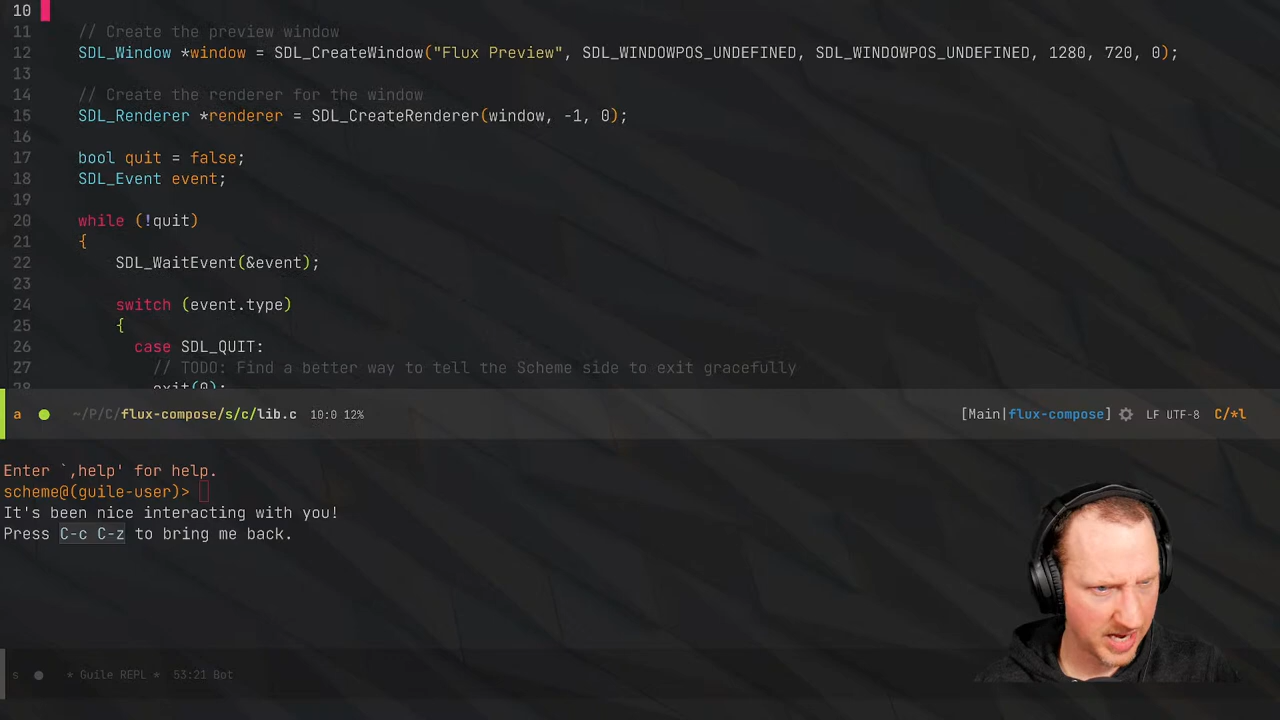 10
11 // Create the preview window
12 SDL_Window *window = SDL_CreateWindow("Flux Preview", SDL_WINDOWPOS_UNDEFINED, SDL_WINDOWPOS_UNDEFINED, 1280, 720, 0);
13
14 // Create the renderer for the window
15 SDL_Renderer *renderer = SDL_CreateRenderer(window, -1, 0);
16
17 bool quit = false;
18 SDL_Event event;
19
20 while (!quit)
21 {
22 SDL_WaitEvent(&event);
23
24 switch (event.type)
25 {
26 case SDL_QUIT:
27 // TODO: Find a better way to tell the Scheme side to exit gracefully
28 exit(0);
a ~/P/C/flux-compose/s/c/lib.c 10:0 12% [Main|flux-compose] LF UTF-8 C/*l
Enter `,help' for help.
scheme@(guile-user)>
It's been nice interacting with you!
Press C-c C-z to bring me back.
s * Guile REPL * 53:21 Bot